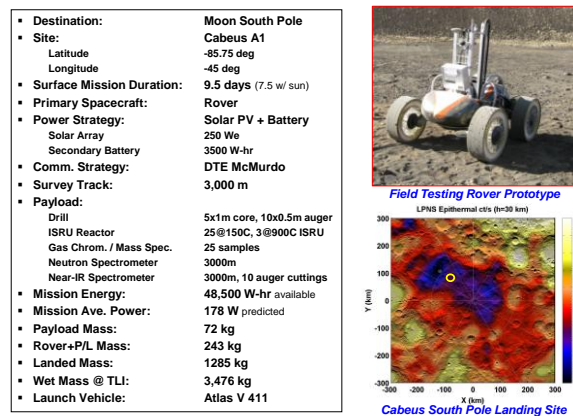 ▪ Destination: Moon South Pole
▪ Site: Cabeus A1
Latitude -85.75 deg
Longitude -45 deg
▪ Surface Mission Duration: 9.5 days (7.5 w/ sun)
▪ Primary Spacecraft: Rover
▪ Power Strategy: Solar PV + Battery
Solar Array 250 We
Secondary Battery 3500 W-hr
▪ Comm. Strategy: DTE McMurdo
▪ Survey Track: 3,000 m
▪ Payload:
Drill 5x1m core, 10x0.5m auger
ISRU Reactor 25@150C, 3@900C ISRU
Gas Chrom. / Mass Spec. 25 samples
Neutron Spectrometer 3000m
Near-IR Spectrometer 3000m, 10 auger cuttings
▪ Mission Energy: 48,500 W-hr available
▪ Mission Ave. Power: 178 W predicted
▪ Payload Mass: 72 kg
▪ Rover+P/L Mass: 243 kg
▪ Landed Mass: 1285 kg
▪ Wet Mass @ TLI: 3,476 kg
▪ Launch Vehicle: Atlas V 411
Field Testing Rover Prototype
LPNS Epithermal ct/s (h=30 km)
300
200
100
0
-100
-200
-300
Y (km)
-300 -200 -100 0 100 200 300
X (km)
Cabeus South Pole Landing Site